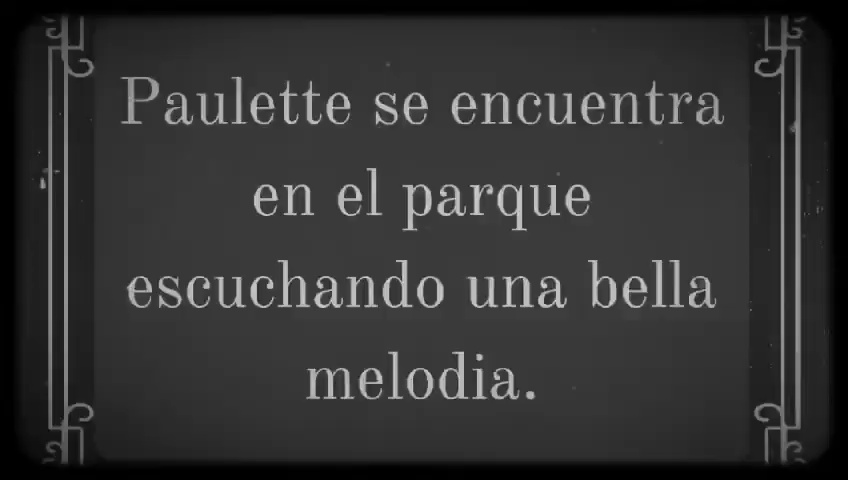 Paulette se encuentra
en el parque
escuchando una bella
melodia.